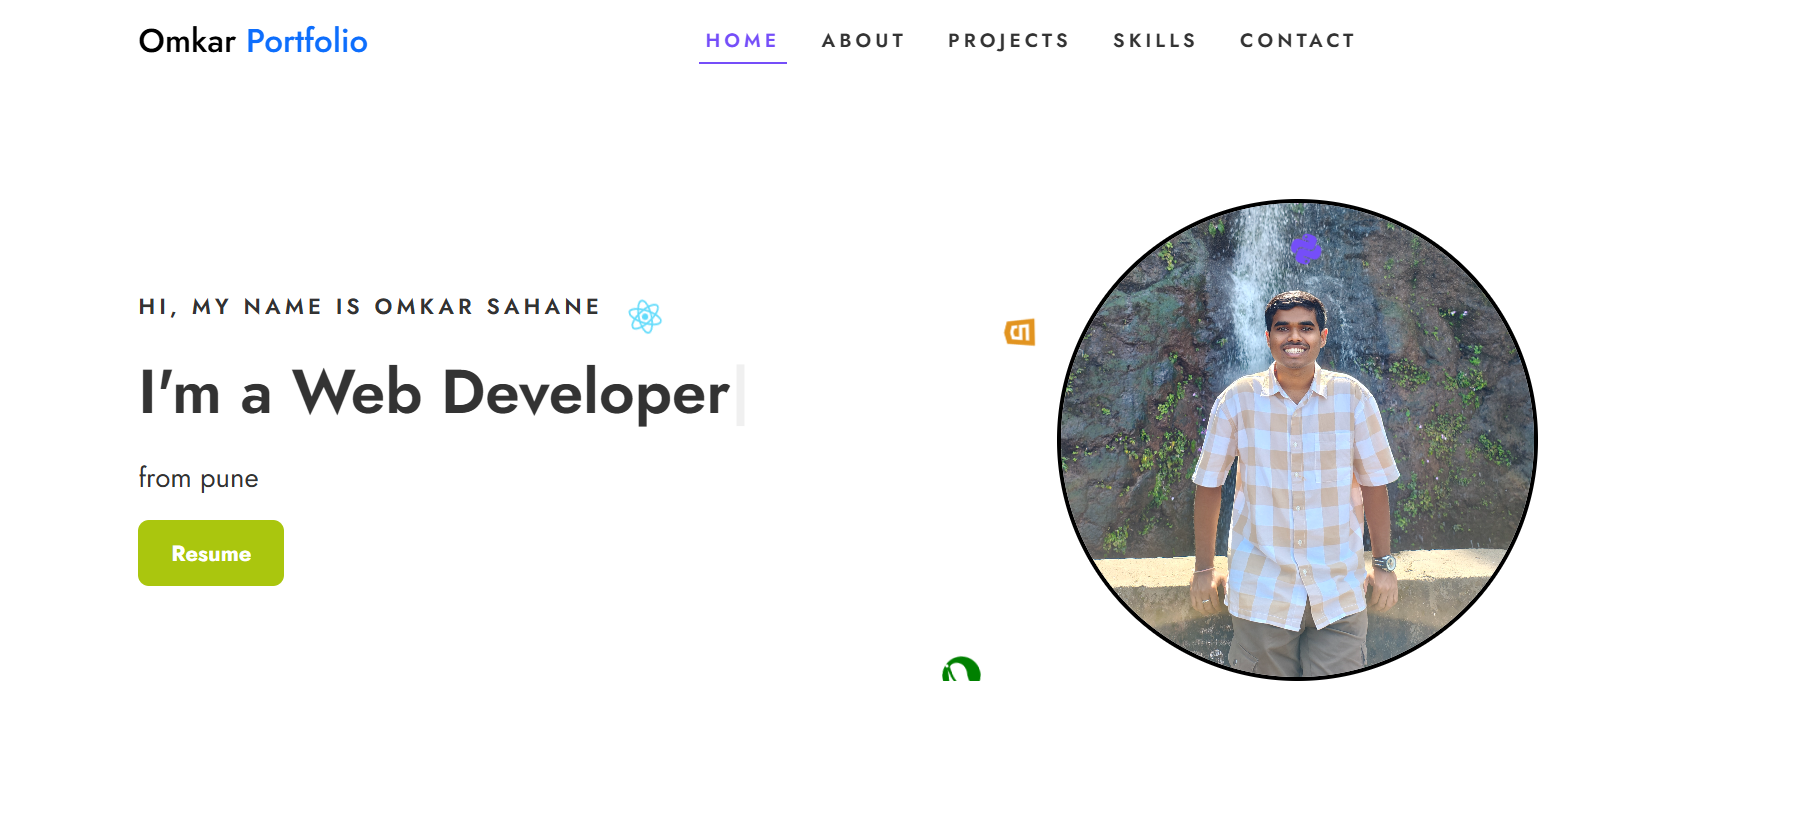 Omkar Portfolio
HOME ABOUT PROJECTS SKILLS CONTACT
HI, MY NAME IS OMKAR SAHANE
I'm a Web Developer
from pune
Resume